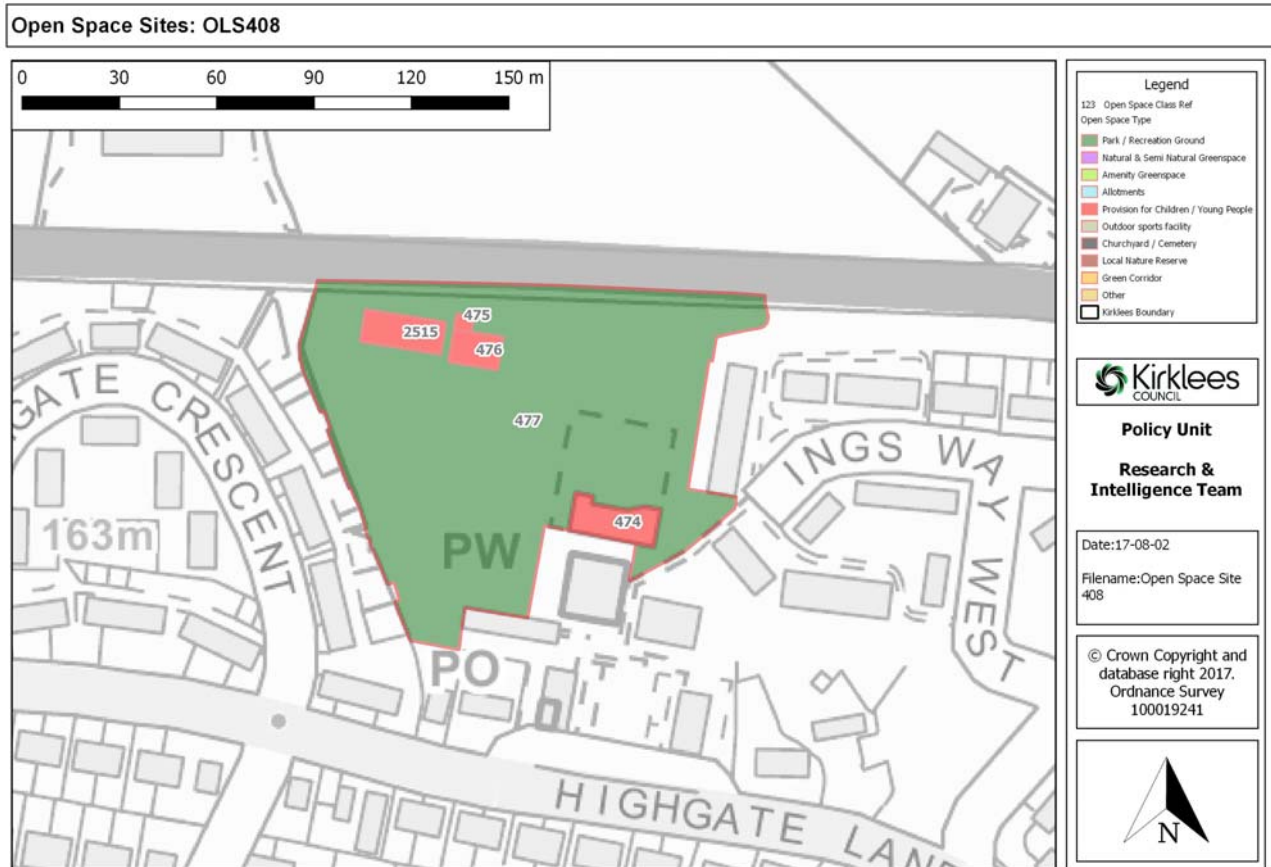 Open Space Sites: OLS408
0 30 60 90 120 150 m
475
2515
476
477
474
GATE CRESCENT
163m
PW
PO
INGS WAY WEST
HIGHGATE LANE
Legend
123 Open Space Class Ref
Open Space Type
Park / Recreation Ground
Natural & Semi Natural Greenspace
Amenity Greenspace
Allotments
Provision for Children / Young People
Outdoor sports facility
Churchyard / Cemetery
Local Nature Reserve
Green Corridor
Other
Kirklees Boundary
Kirklees
COUNCIL
Policy Unit
Research &
Intelligence Team
Date:17-08-02
Filename:Open Space Site
408
© Crown Copyright and
database right 2017.
Ordnance Survey
100019241
N